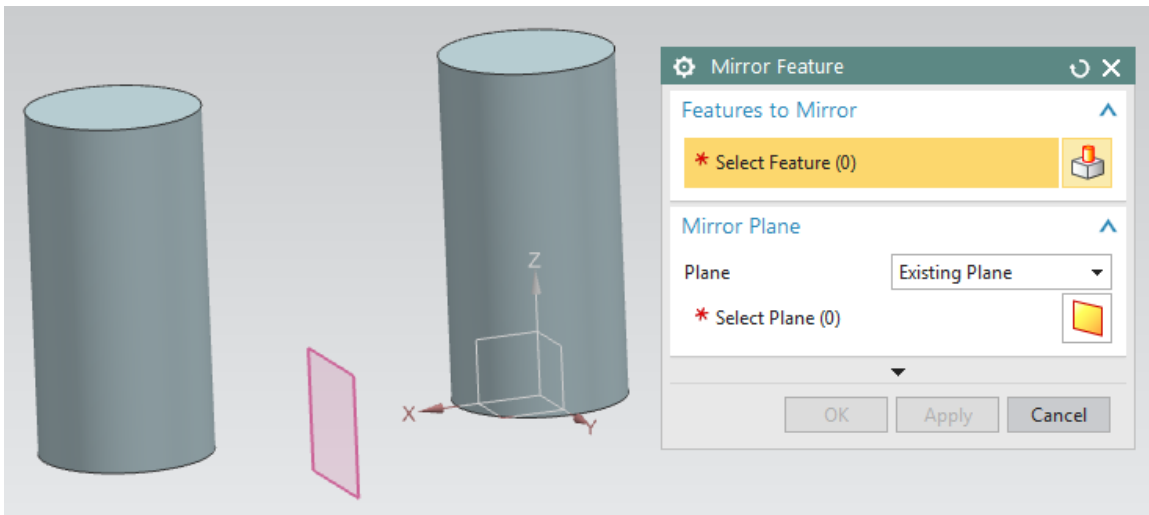 Mirror Feature
Features to Mirror
* Select Feature (0)
Mirror Plane
Plane
Existing Plane
* Select Plane (0)
OK
Apply
Cancel
Z
X
Y